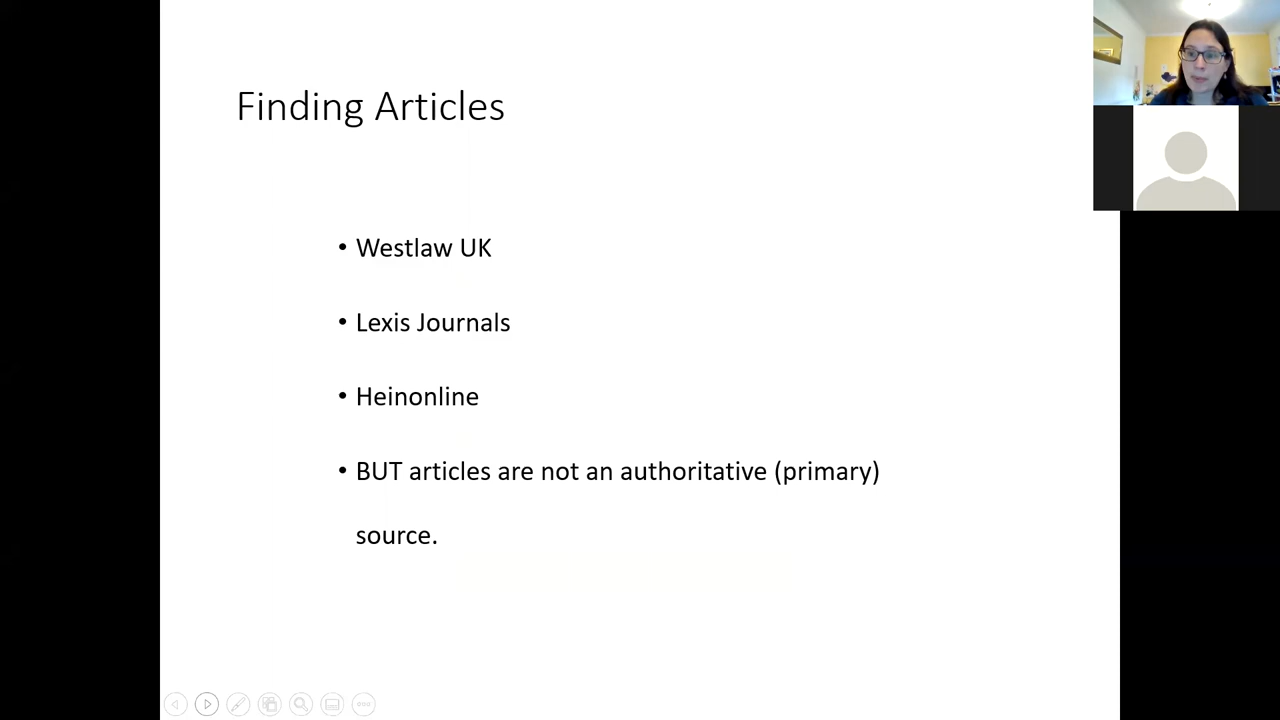 Finding Articles
• Westlaw UK
• Lexis Journals
• Heinonline
• BUT articles are not an authoritative (primary)
source.